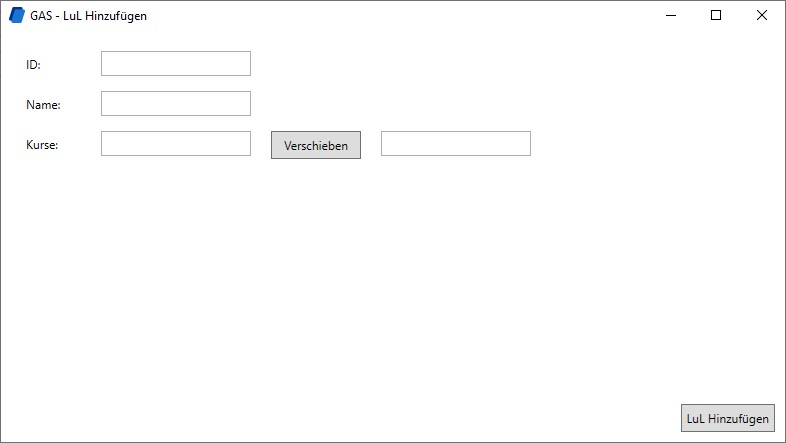 GAS - LuL Hinzufügen
ID:
Name:
Kurse:
Verschieben
LuL Hinzufügen